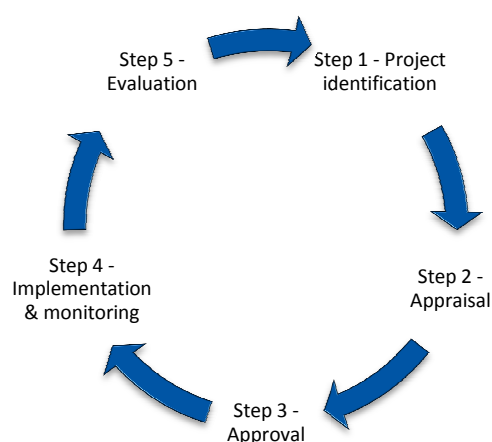 Step 1 - Project
identification
Step 2 -
Appraisal
Step 3 -
Approval
Step 4 -
Implementation
& monitoring
Step 5 -
Evaluation